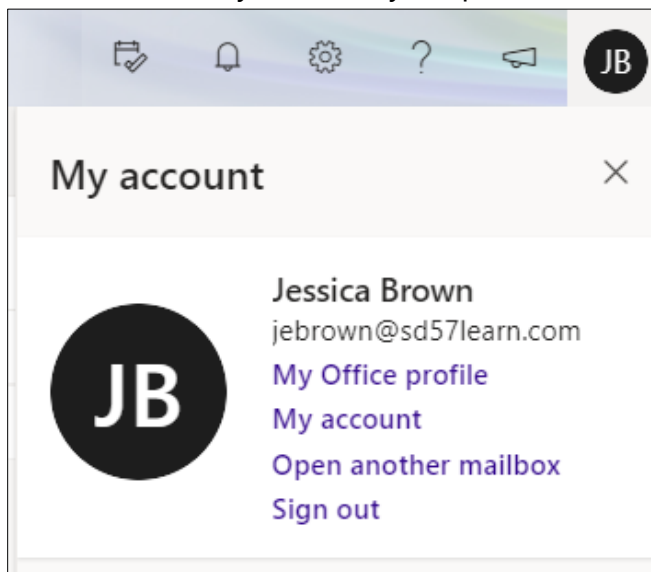 JB
My account
JB
Jessica Brown
jebrown@sd57learn.com
My Office profile
My account
Open another mailbox
Sign out